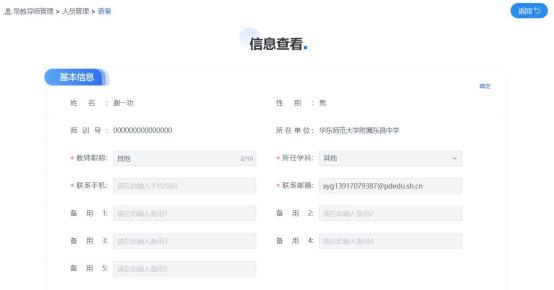 带教导师管理 > 人员管理 > 查看
返回
信息查看
基本信息
确定
姓名: 谢一功
性别: 男
师训号: 000000000000000
所在单位: 华东师范大学附属东昌中学
* 教师职称: 其他 2/10
* 所任学科: 其他
* 联系手机: 请在此输入手机号码
* 联系邮箱: xyg13917079387@pdedu.sh.cn
备用1: 请在此输入备用1
备用2: 请在此输入备用2
备用3: 请在此输入备用3
备用4: 请在此输入备用4
备用5: 请在此输入备用5